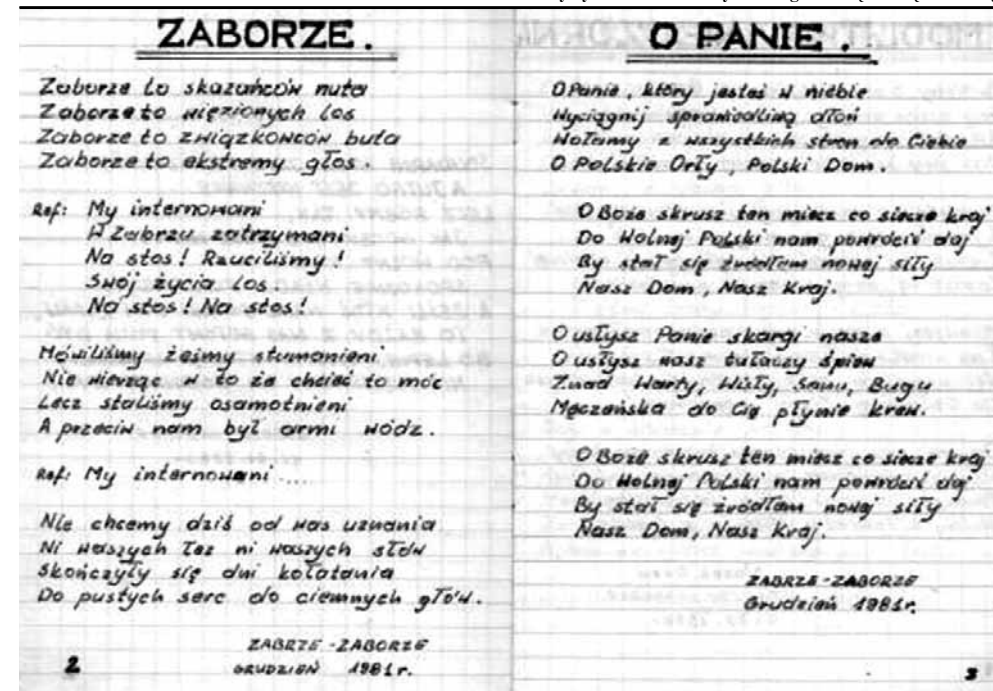 ZABORZE.
Zaborze to skazańców nuta
Zaborze to więzionych los
Zaborze to związkowców buta
Zaborze to ekstremy głos.
Ref: My internowani
W Zabrzu zatrzymani
Na stos! Rzuciliśmy!
Swój życia los.
Na stos! Na stos!
Mówiliśmy żeśmy stumanieni
Nie wierząc w to że chcieć to móc
Lecz staliśmy osamotnieni
A przeciw nam był armi wódz.
Ref: My internowani .....
Nie chcemy dziś od was uznania
Ni waszych łez ni waszych słów
Skończyły się dni kołatania
Do pustych serc do ciemnych głów.
ZABRZE-ZABORZE
GRUDZIEŃ 1981r.
2
O PANIE.
O Panie, który jesteś w niebie
Wyciągnij sprawiedliwą dłoń
Wołamy z wszystkich stron do Ciebie
O Polskie Orły, Polski Dom.
O Boże skrusz ten miecz co siecze kraj
Do Wolnej Polski nam powrócić daj
By stał się źródłem nowej siły
Nasz Dom, Nasz Kraj.
O usłysz Panie skargi nasze
O usłysz nasz tułaczy śpiew
Znad Warty, Wisły, Sanu, Bugu
Męczeńska do Cię płynie krew.
O Boże skrusz ten miecz co siecze kraj
Do Wolnej Polski nam powrócić daj
By stał się źródłem nowej siły
Nasz Dom, Nasz Kraj.
ZABRZE-ZABORZE
Grudzień 1981r.
3